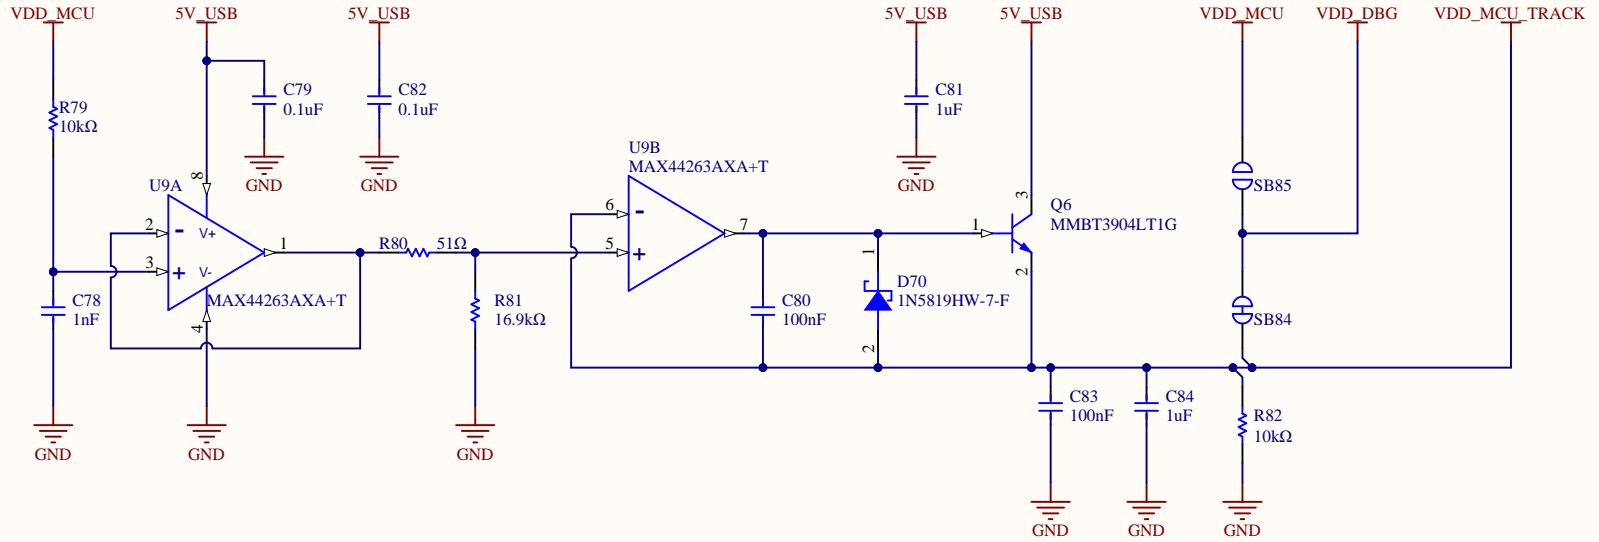 VDD_MCU
5V_USB
5V_USB
5V_USB
5V_USB
VDD_MCU
VDD_DBG
VDD_MCU_TRACK
R79
10kΩ
C79
0.1uF
C82
0.1uF
C81
1uF
GND
GND
GND
U9B
MAX44263AXA+T
U9A
8
2
-
V+
3
+
V-
1
4
MAX44263AXA+T
C78
1nF
R80
51Ω
R81
16.9kΩ
6
-
5
+
7
1
3
2
Q6
MMBT3904LT1G
SB85
1
2
D70
1N5819HW-7-F
C80
100nF
SB84
C83
100nF
C84
1uF
R82
10kΩ
GND
GND
GND
GND
GND
GND